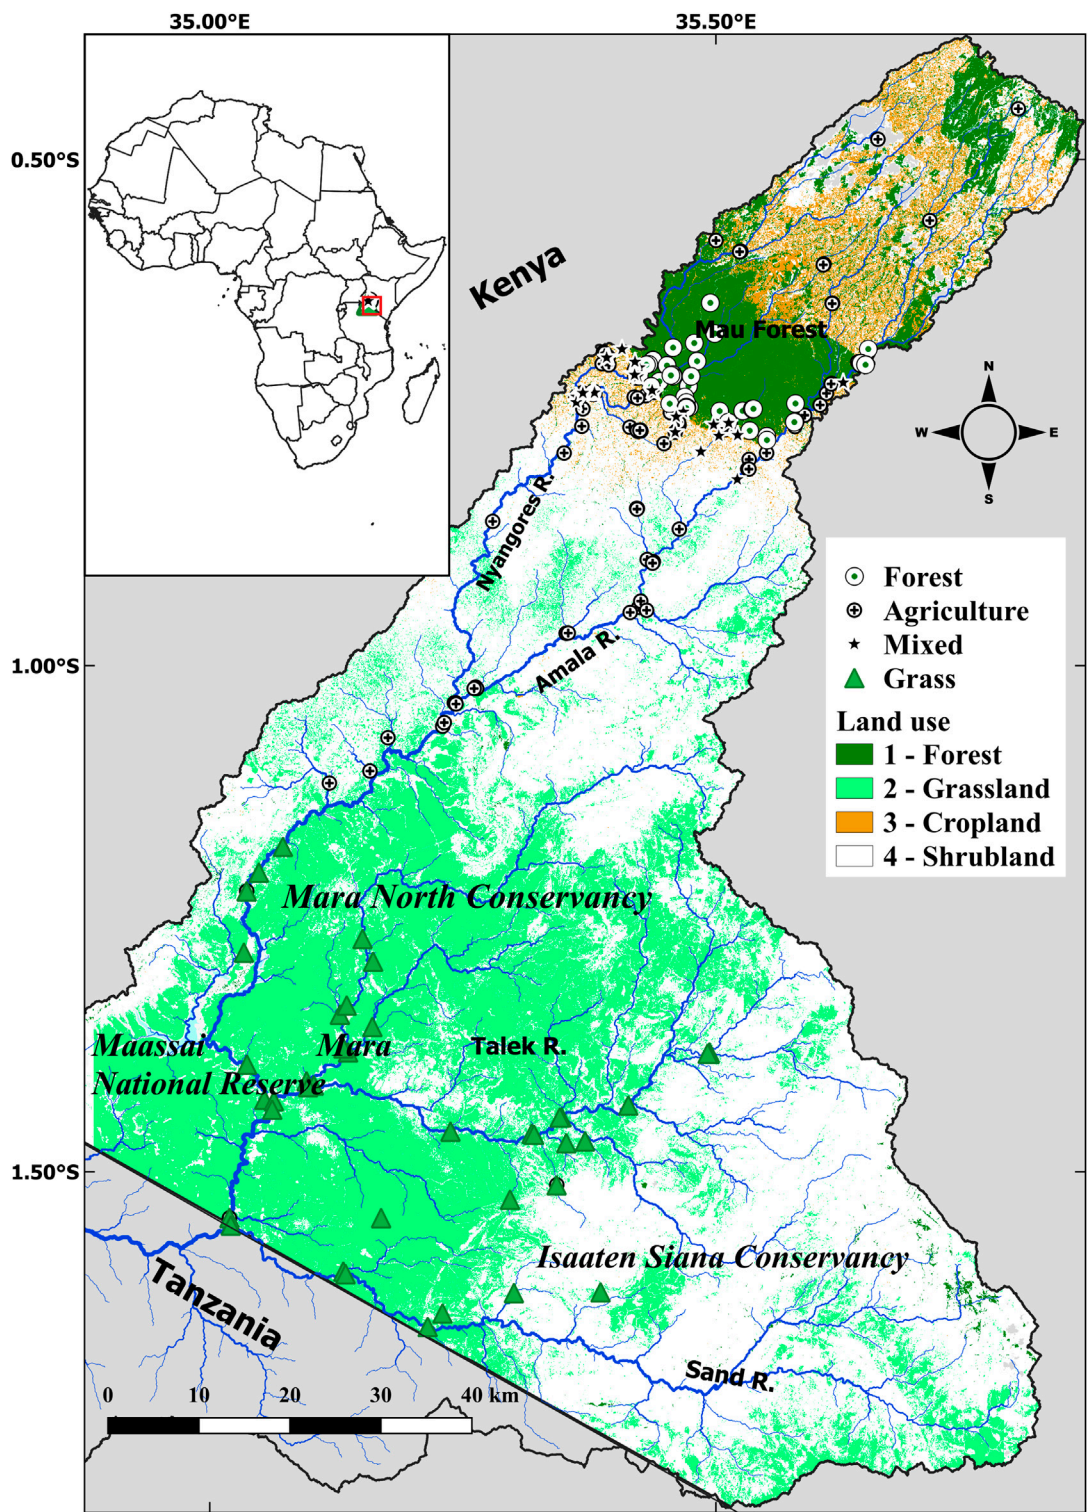 35.00°E
35.50°E
0.50°S
Kenya
Mau Forest
N
W
E
S
Nyangores R.
Forest
Agriculture
Mixed
Grass
Land use
1 - Forest
2 - Grassland
3 - Cropland
4 - Shrubland
Amala R.
1.00°S
Mara North Conservancy
Maassai Mara
National Reserve
Talek R.
1.50°S
Isaaten Siana Conservancy
Tanzania
Sand R.
0 10 20 30 40 km